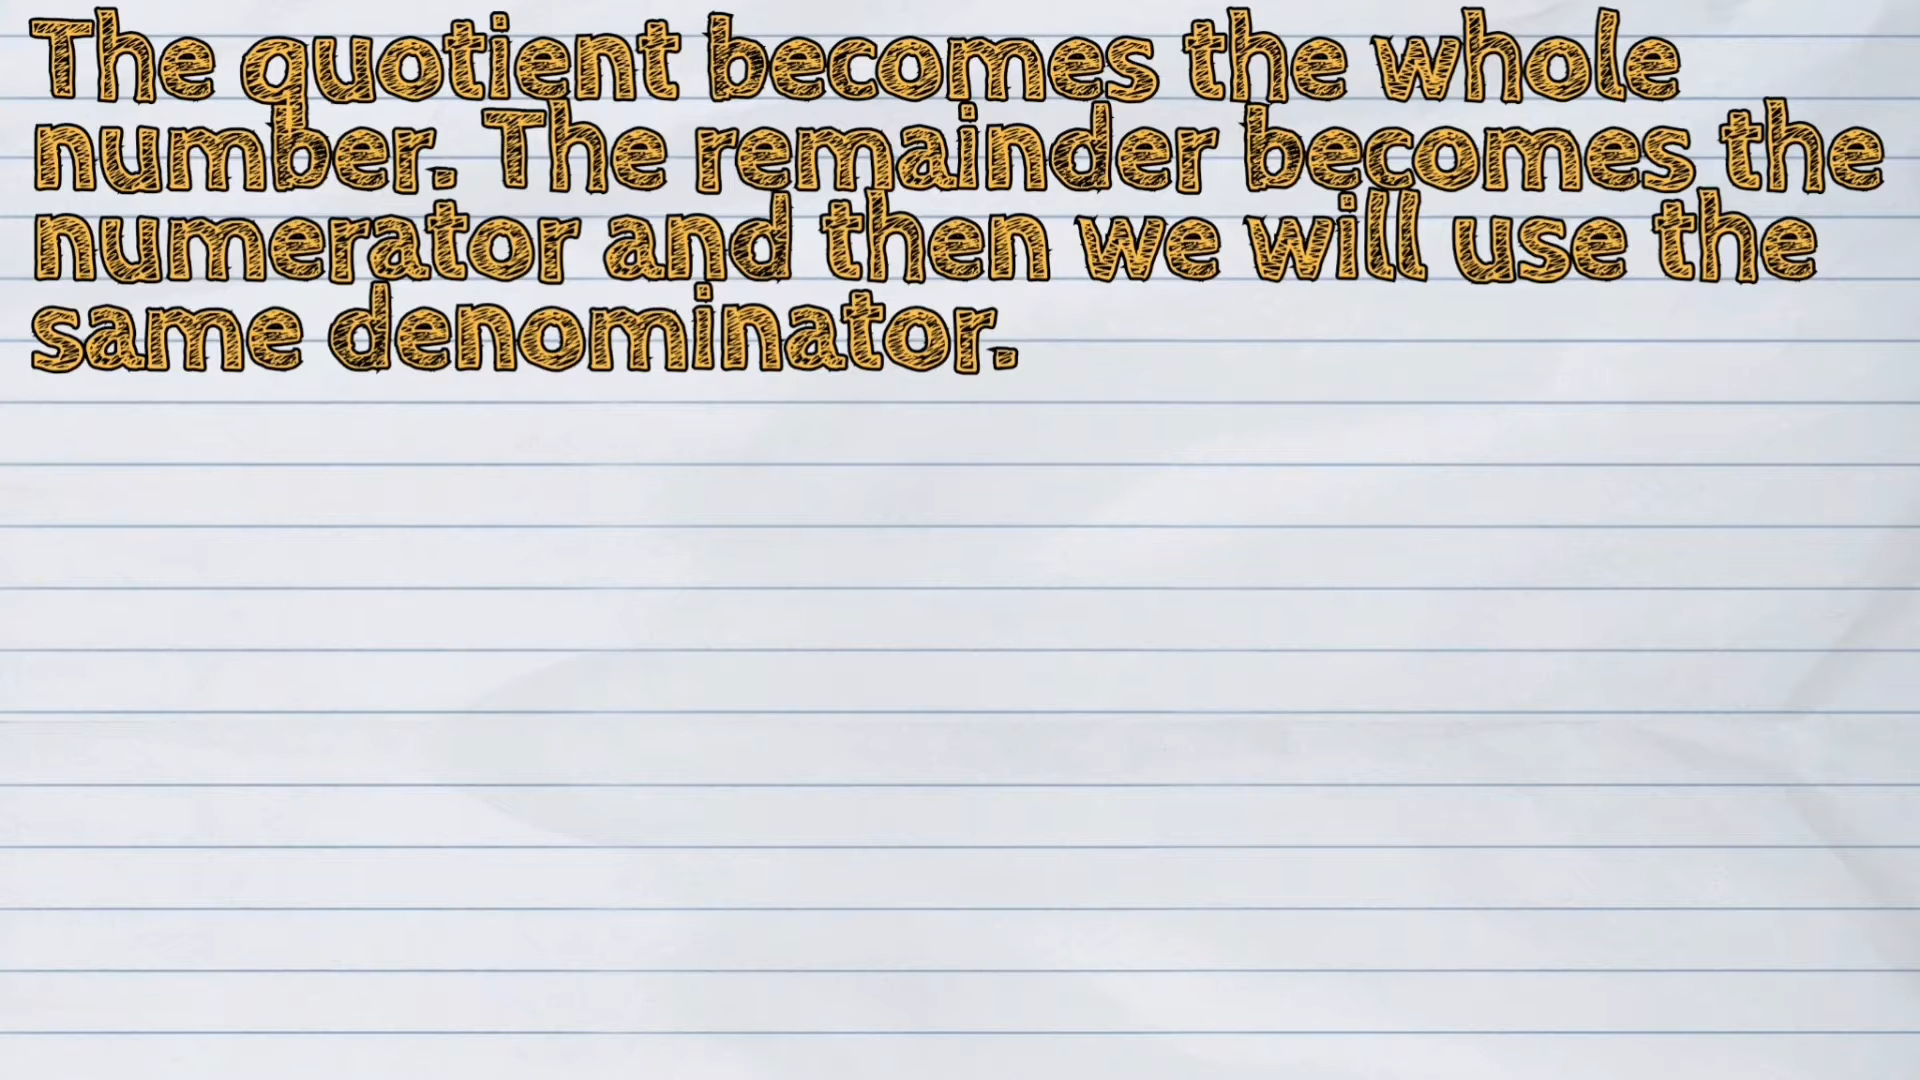 The quotient becomes the whole
number. The remainder becomes the
numerator and then we will use the
same denominator.